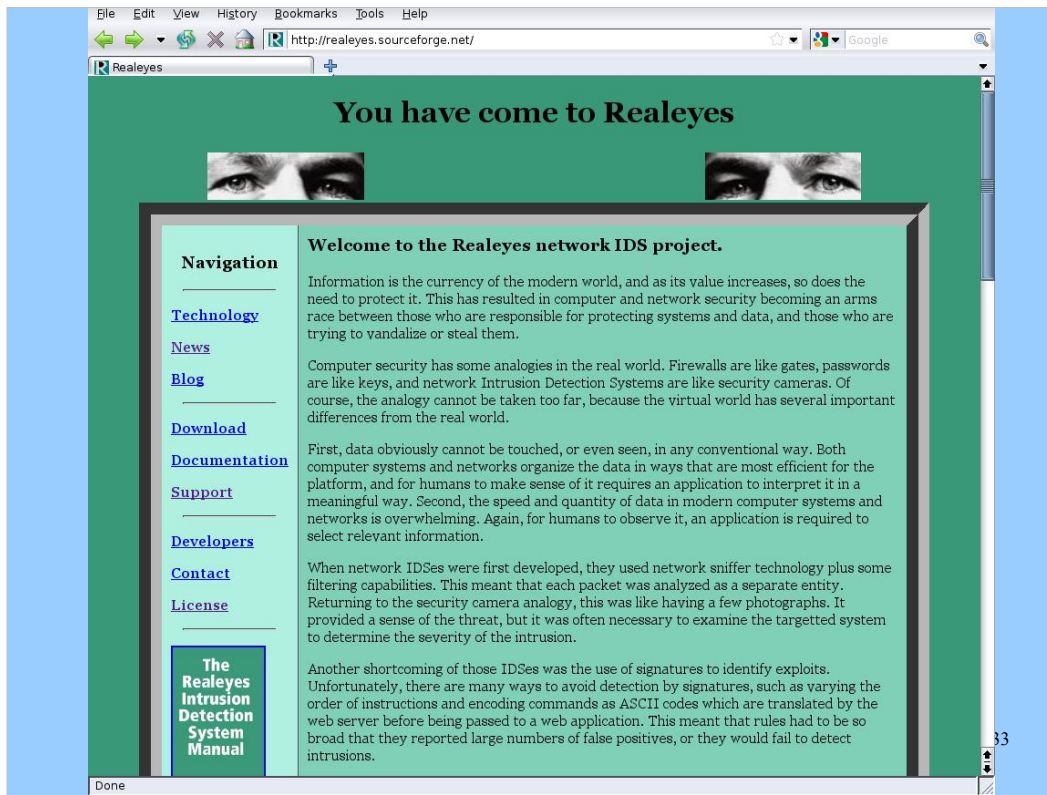 File Edit View History Bookmarks Tools Help
http://realeyes.sourceforge.net/
Google
Realeyes
You have come to Realeyes
Navigation
Technology
News
Blog
Download
Documentation
Support
Developers
Contact
License
The
Realeyes
Intrusion
Detection
System
Manual
Welcome to the Realeyes network IDS project.
Information is the currency of the modern world, and as its value increases, so does the
need to protect it. This has resulted in computer and network security becoming an arms
race between those who are responsible for protecting systems and data, and those who are
trying to vandalize or steal them.
Computer security has some analogies in the real world. Firewalls are like gates, passwords
are like keys, and network Intrusion Detection Systems are like security cameras. Of
course, the analogy cannot be taken too far, because the virtual world has several important
differences from the real world.
First, data obviously cannot be touched, or even seen, in any conventional way. Both
computer systems and networks organize the data in ways that are most efficient for the
platform, and for humans to make sense of it requires an application to interpret it in a
meaningful way. Second, the speed and quantity of data in modern computer systems and
networks is overwhelming. Again, for humans to observe it, an application is required to
select relevant information.
When network IDSes were first developed, they used network sniffer technology plus some
filtering capabilities. This meant that each packet was analyzed as a separate entity.
Returning to the security camera analogy, this was like having a few photographs. It
provided a sense of the threat, but it was often necessary to examine the targetted system
to determine the severity of the intrusion.
Another shortcoming of those IDSes was the use of signatures to identify exploits.
Unfortunately, there are many ways to avoid detection by signatures, such as varying the
order of instructions and encoding commands as ASCII codes which are translated by the
web server before being passed to a web application. This meant that rules had to be so
broad that they reported large numbers of false positives, or they would fail to detect
intrusions.
33
Done